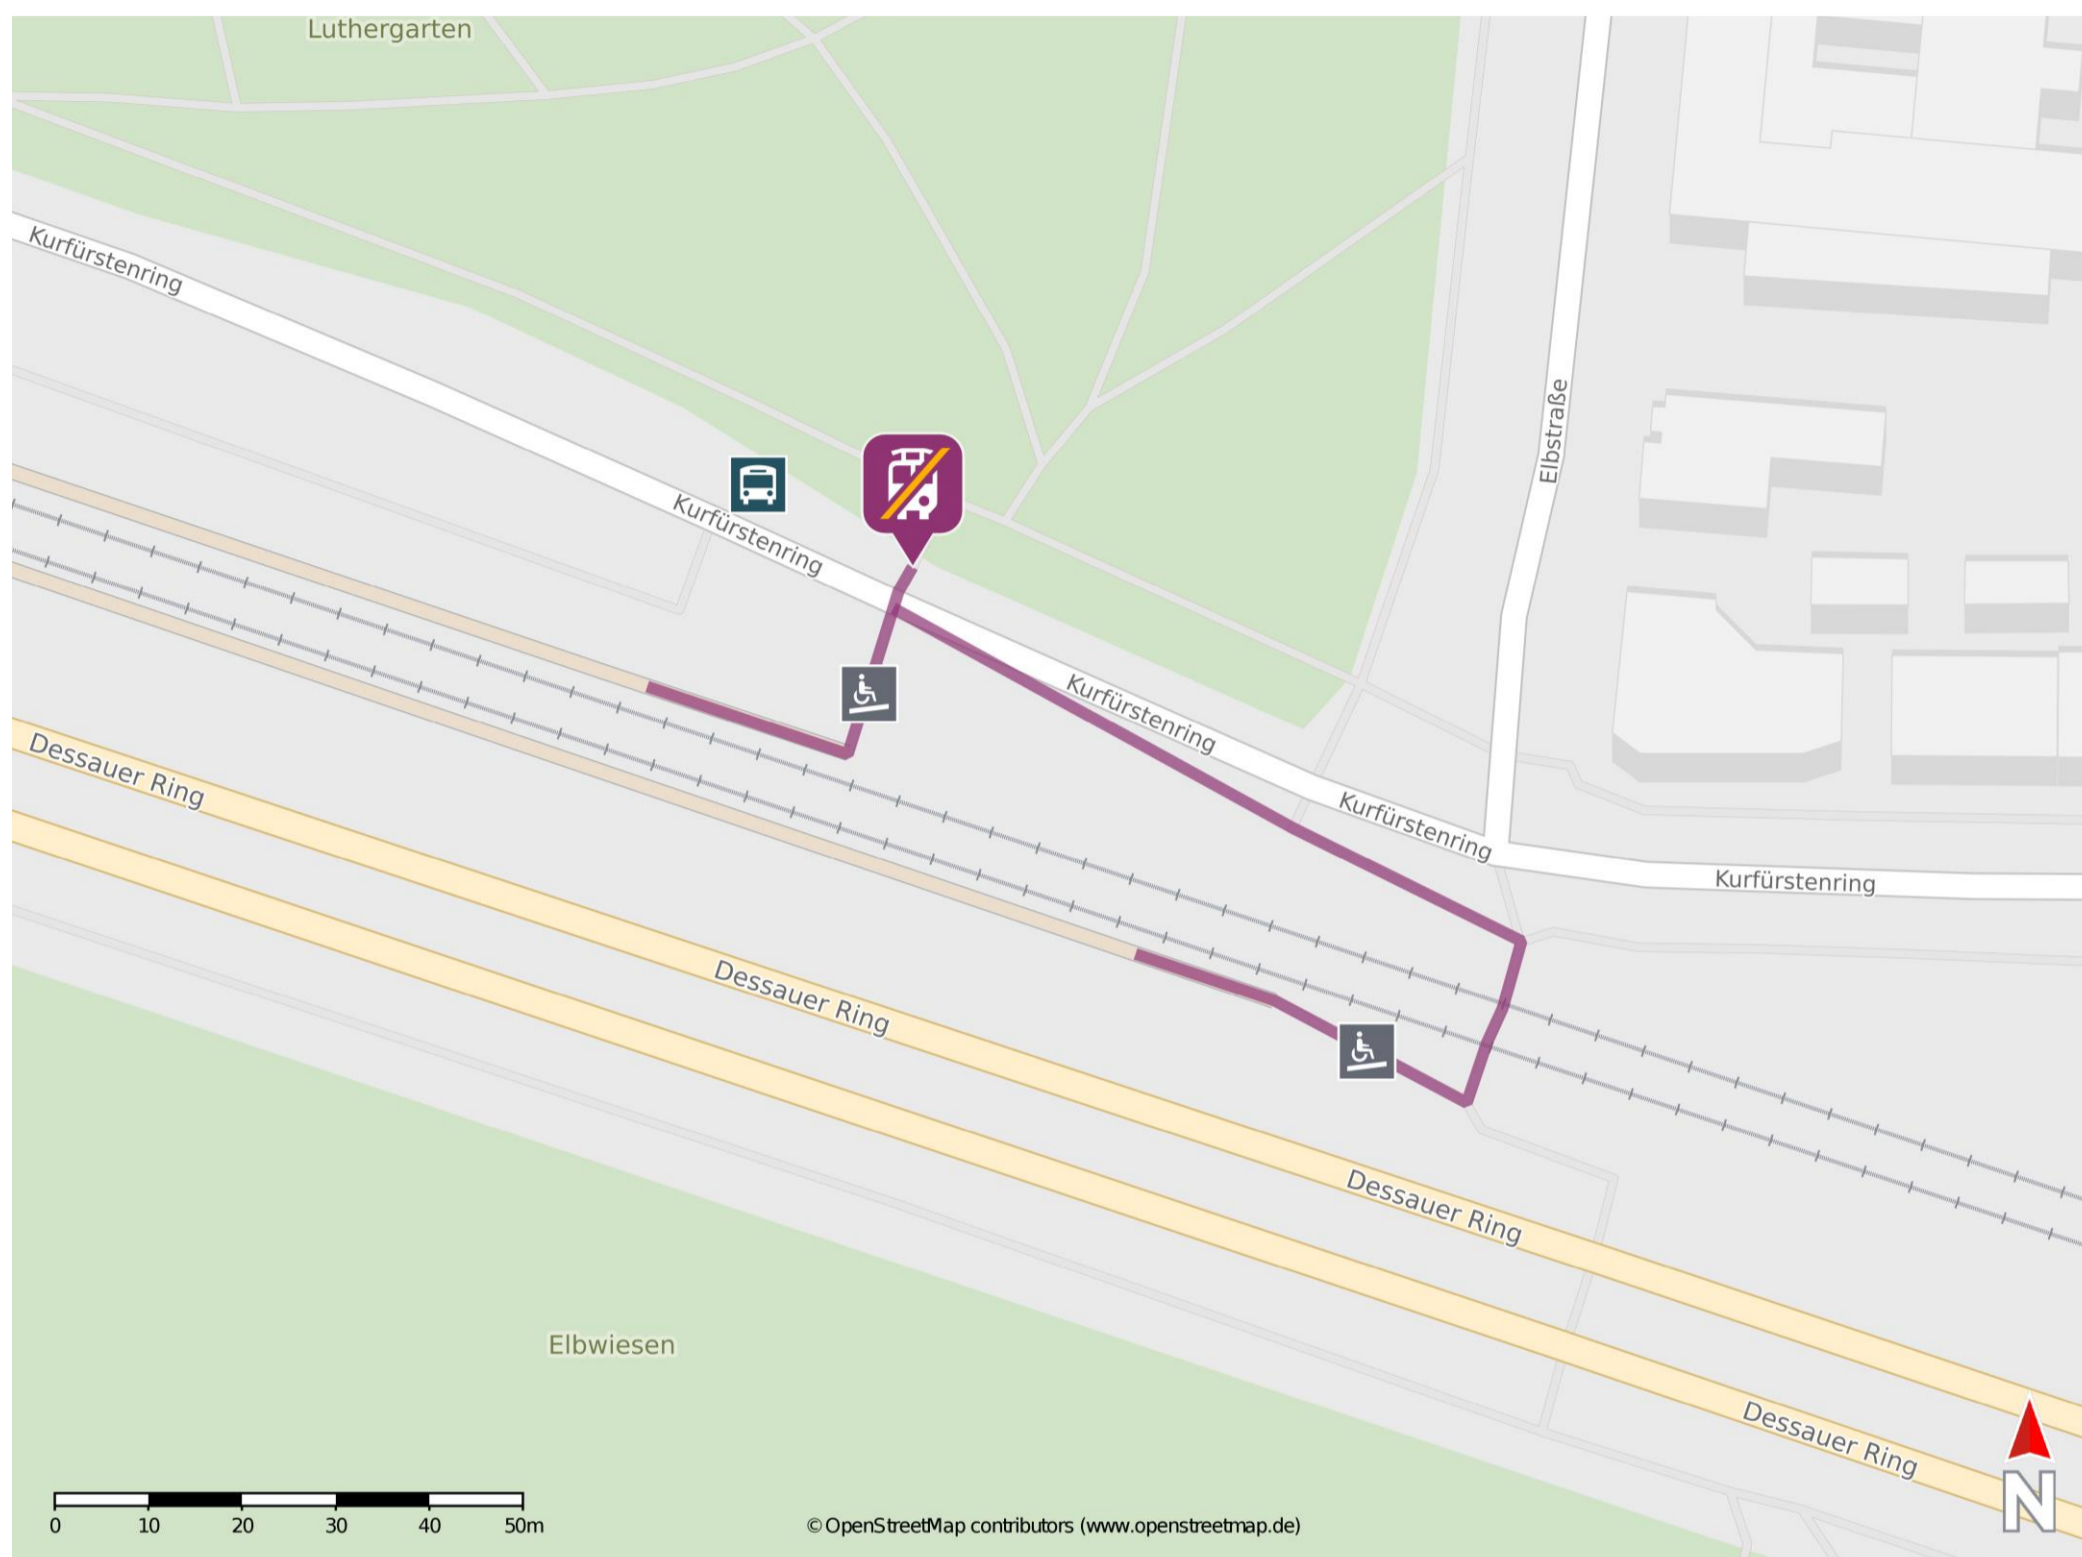 Luthergarten
Kurfürstenring
Elbstraße
Kurfürstenring
Kurfürstenring
Kurfürstenring
Kurfürstenring
Dessauer Ring
Dessauer Ring
Dessauer Ring
Elbwiesen
Dessauer Ring
N
0 10 20 30 40 50m
© OpenStreetMap contributors (www.openstreetmap.de)